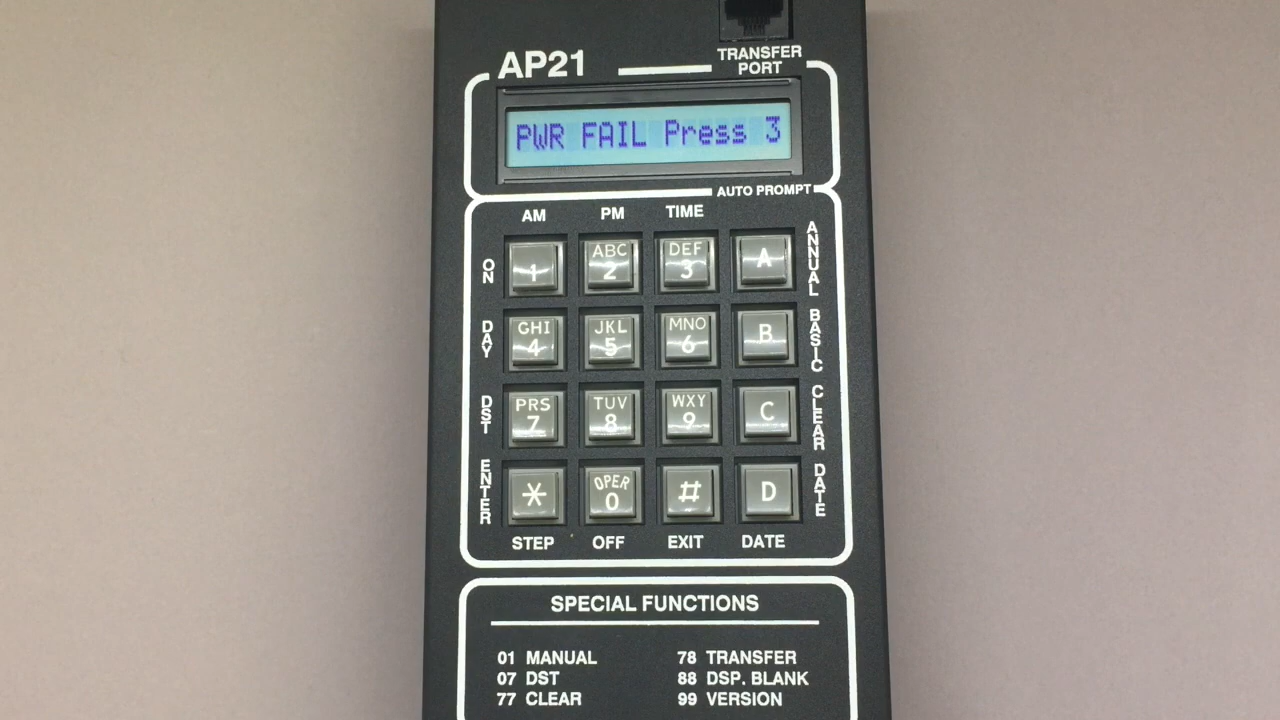 AP21
TRANSFER
PORT
PWR FAIL Press 3
AUTO PROMPT
AM PM TIME
ON
1
ABC
2
DEF
3
A
ANNUAL
DAY
GHI
4
JKL
5
MNO
6
B
BASIC
DST
PRS
7
TUV
8
WXY
9
C
CLEAR
ENTER
*
OPER
0
#
D
DATE
STEP OFF EXIT DATE
SPECIAL FUNCTIONS
01 MANUAL 78 TRANSFER
07 DST 88 DSP. BLANK
77 CLEAR 99 VERSION